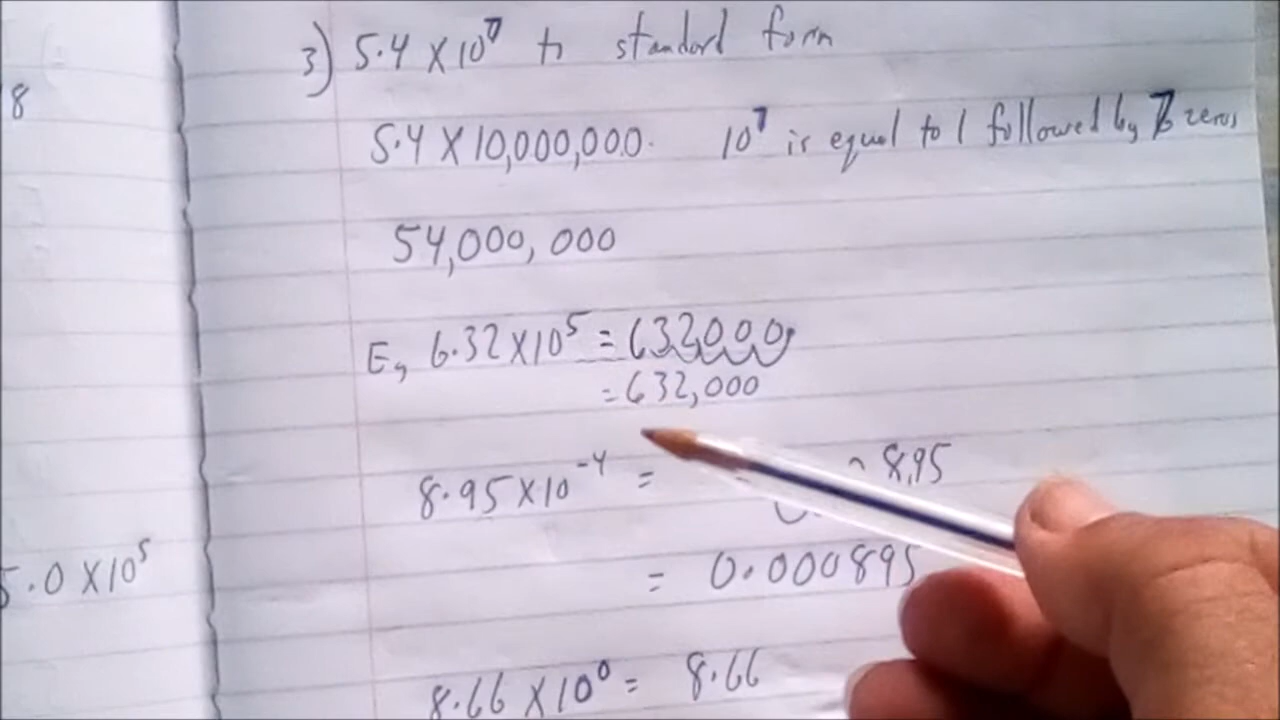 8
5.0 X 10⁵
3) 5.4 X 10⁷ to standard form
5.4 X 10,000,000. 10⁷ is equal to 1 followed by 7 zeros
54,000,000
Eg 6.32 X 10⁵ = 632000
= 632,000
8.95 X 10⁻⁴ = 8.95
= 0.000895
8.66 X 10⁰ = 8.66